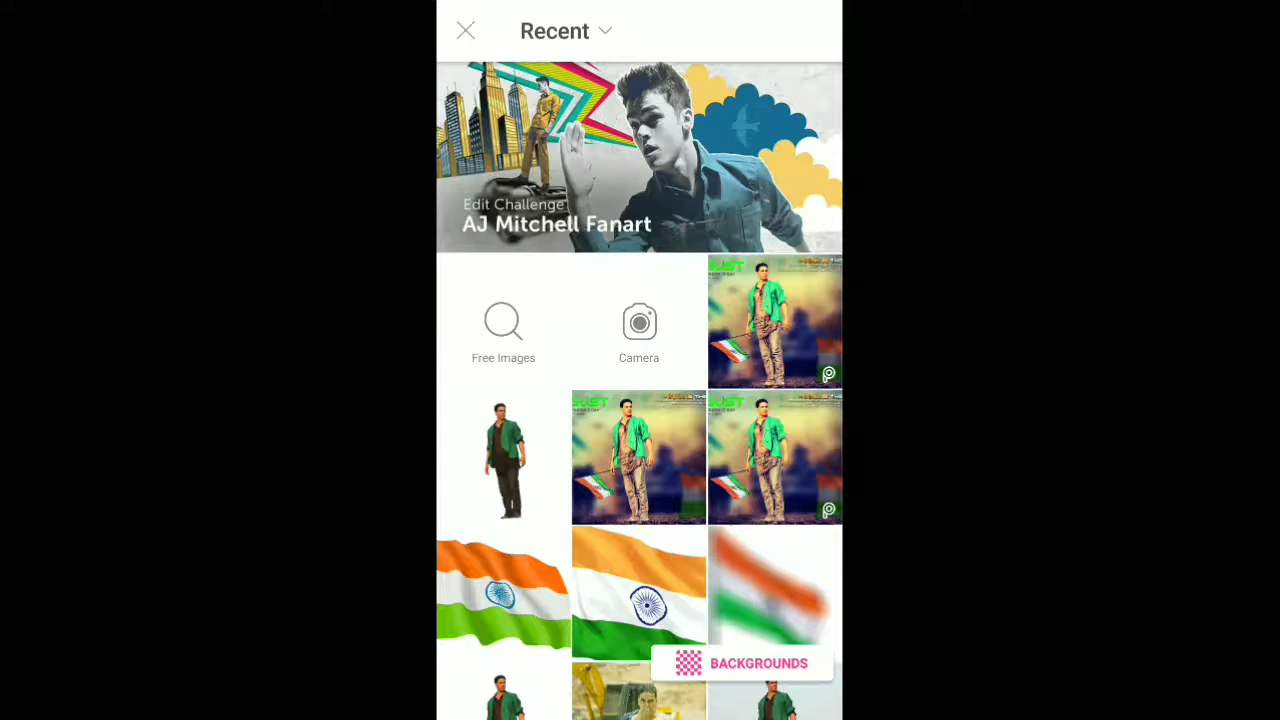 Recent
Edit Challenge
AJ Mitchell Fanart
Free Images
Camera
BACKGROUNDS